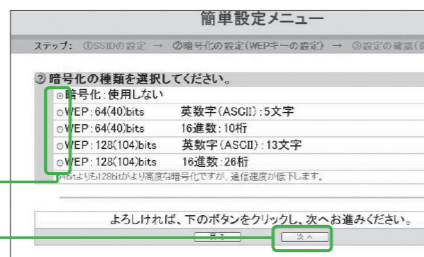 簡単設定メニュー
ステップ: ①SSIDの設定 → ②暗号化の設定(WEPキーの設定) → ③設定の確認
② 暗号化の種類を選択してください。
暗号化:使用しない
WEP:64(40)bits 英数字(ASCII):5文字
WEP:64(40)bits 16進数:10桁
WEP:128(104)bits 英数字(ASCII):13文字
WEP:128(104)bits 16進数:26桁
よりも128bitがより高度な暗号化ですが、通信速度が低下します。
よろしければ、下のボタンをクリックし、次へお進みください。
戻る 次へ